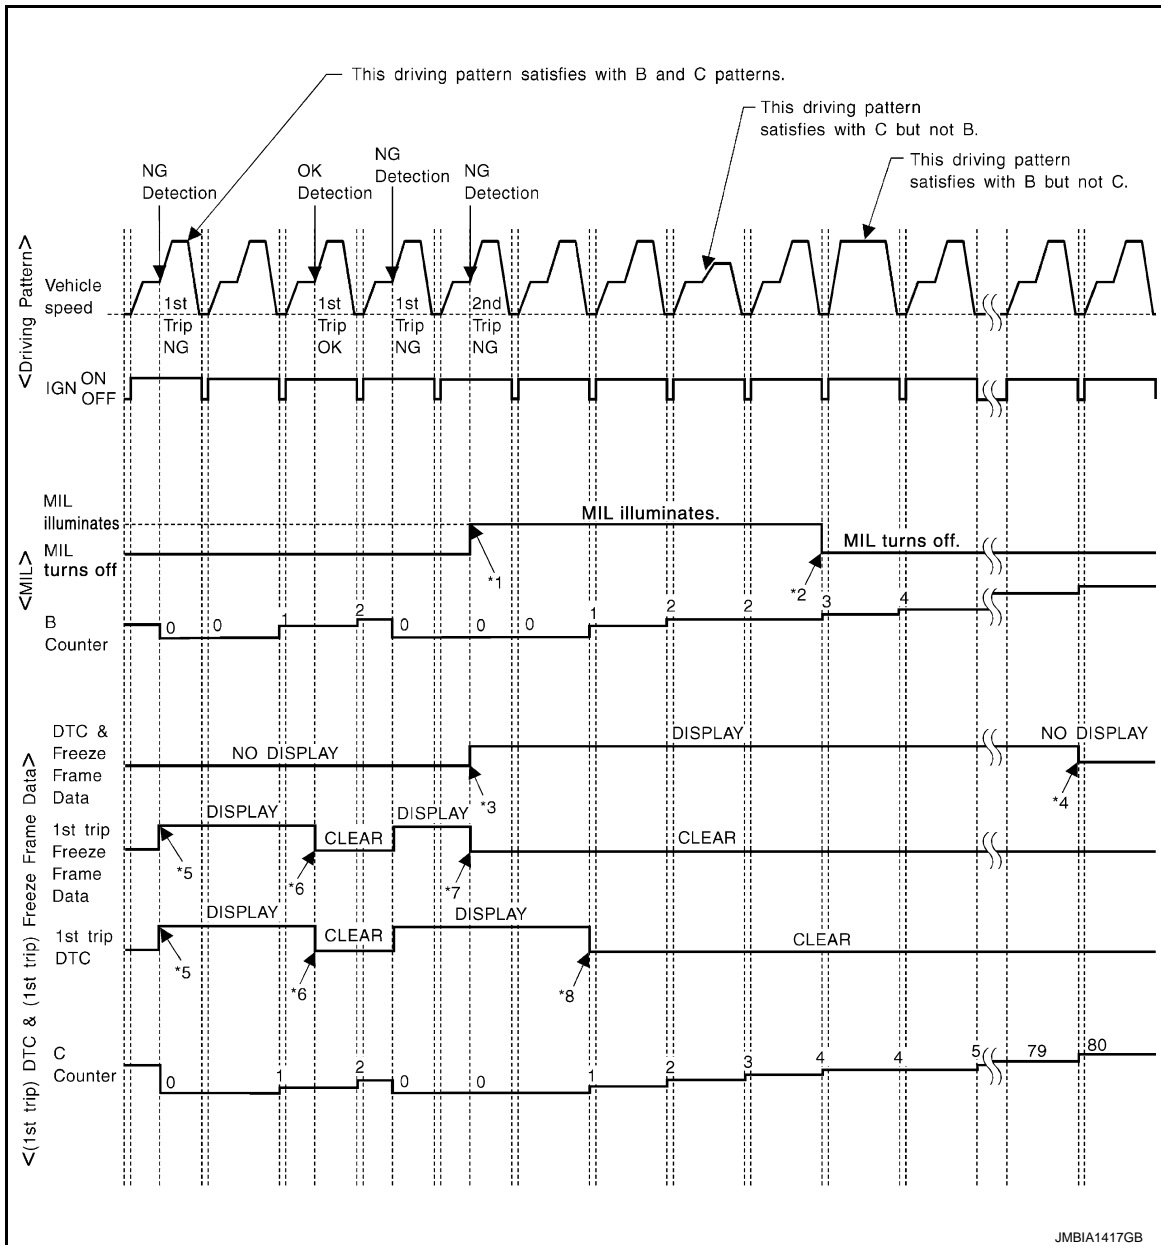 This driving pattern satisfies with B and C patterns.
This driving pattern
satisfies with C but not B.
This driving pattern
satisfies with B but not C.
NG
Detection
OK
Detection
NG
Detection
NG
Detection
<Driving Pattern>
Vehicle
speed
1st
Trip
NG
1st
Trip
OK
1st
Trip
NG
2nd
Trip
NG
IGN ON
OFF
<MIL>
MIL
illuminates
MIL
turns off
MIL illuminates.
MIL turns off.
*1
*2
B
Counter
0 0 1 2 0 0 0 1 2 2 3 4
<(1st trip) DTC & (1st trip) Freeze Frame Data>
DTC &
Freeze
Frame
Data
NO DISPLAY
DISPLAY
NO DISPLAY
*3
*4
1st trip
Freeze
Frame
Data
DISPLAY
CLEAR
DISPLAY
CLEAR
*5
*6
*7
1st trip
DTC
DISPLAY
CLEAR
DISPLAY
CLEAR
*5
*6
*8
C
Counter
0 1 2 0 0 1 2 3 4 4 5 79 80
JMBIA1417GB